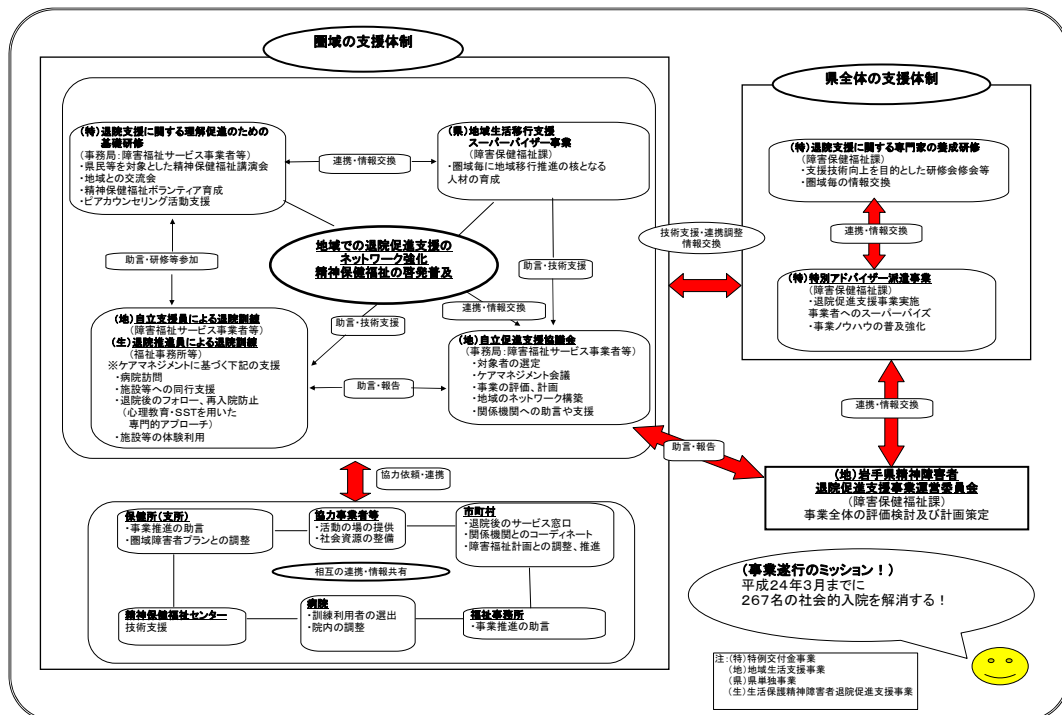 圏域の支援体制
県全体の支援体制
(特)退院支援に関する理解促進のための
基礎研修
(事務局:障害福祉サービス事業者等)
・県民等を対象とした精神保健福祉講演会
・地域との交流会
・精神保健福祉ボランティア育成
・ピアカウンセリング活動支援
連携・情報交換
(県)地域生活移行支援
スーパーバイザー事業
(障害保健福祉課)
・圏域毎に地域移行推進の核となる
人材の育成
(特)退院支援に関する専門家の養成研修
(障害保健福祉課)
・支援技術向上を目的とした研修会修会等
・圏域毎の情報交換
連携・情報交換
技術支援・連携調整
情報交換
地域での退院促進支援の
ネットワーク強化
精神保健福祉の啓発普及
助言・研修等参加
助言・技術支援
(特)特別アドバイザー派遣事業
(障害保健福祉課)
・退院促進支援事業実施
事業者へのスーパーバイズ
・事業ノウハウの普及強化
連携・情報交換
助言・技術支援
(地)自立支援員による退院訓練
(障害福祉サービス事業者等)
(生)退院推進員による退院訓練
(福祉事務所等)
※ケアマネジメントに基づく下記の支援
・病院訪問
・施設等への同行支援
・退院後のフォロー、再入院防止
(心理教育・SSTを用いた
専門的アプローチ)
・施設等の体験利用
助言・報告
(地)自立促進支援協議会
(事務局:障害福祉サービス事業者等)
・対象者の選定
・ケアマネジメント会議
・事業の評価、計画
・地域のネットワーク構築
・関係機関への助言や支援
連携・情報交換
助言・報告
(地)岩手県精神障害者
退院促進支援事業運営委員会
(障害保健福祉課)
事業全体の評価検討及び計画策定
協力依頼・連携
保健所(支所)
・事業推進の助言
・圏域障害者プランとの調整
協力事業者等
・活動の場の提供
・社会資源の整備
市町村
・退院後のサービス窓口
・関係機関とのコーディネート
・障害福祉計画との調整、推進
相互の連携・情報共有
精神保健福祉センター
技術支援
病院
・訓練利用者の選出
・院内の調整
福祉事務所
・事業推進の助言
(事業遂行のミッション!)
平成24年3月までに
267名の社会的入院を解消する!
注:(特)特例交付金事業
(地)地域生活支援事業
(県)県単独事業
(生)生活保護精神障害者退院促進支援事業